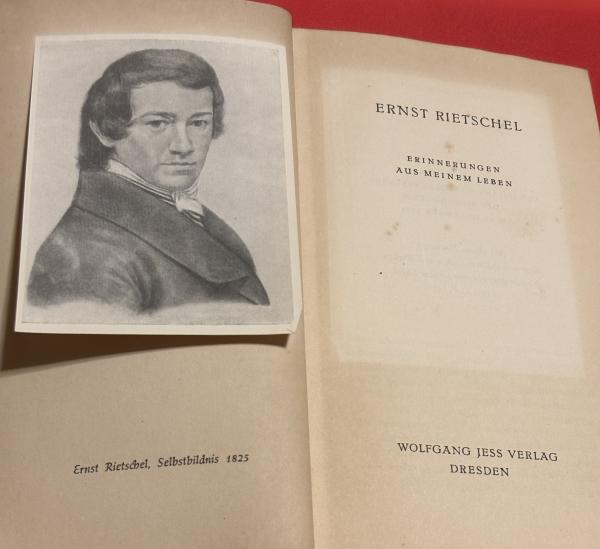 Ernst Rietschel, Selbstbildnis 1825
ERNST RIETSCHEL
ERINNERUNGEN
AUS MEINEM LEBEN
WOLFGANG JESS VERLAG
DRESDEN